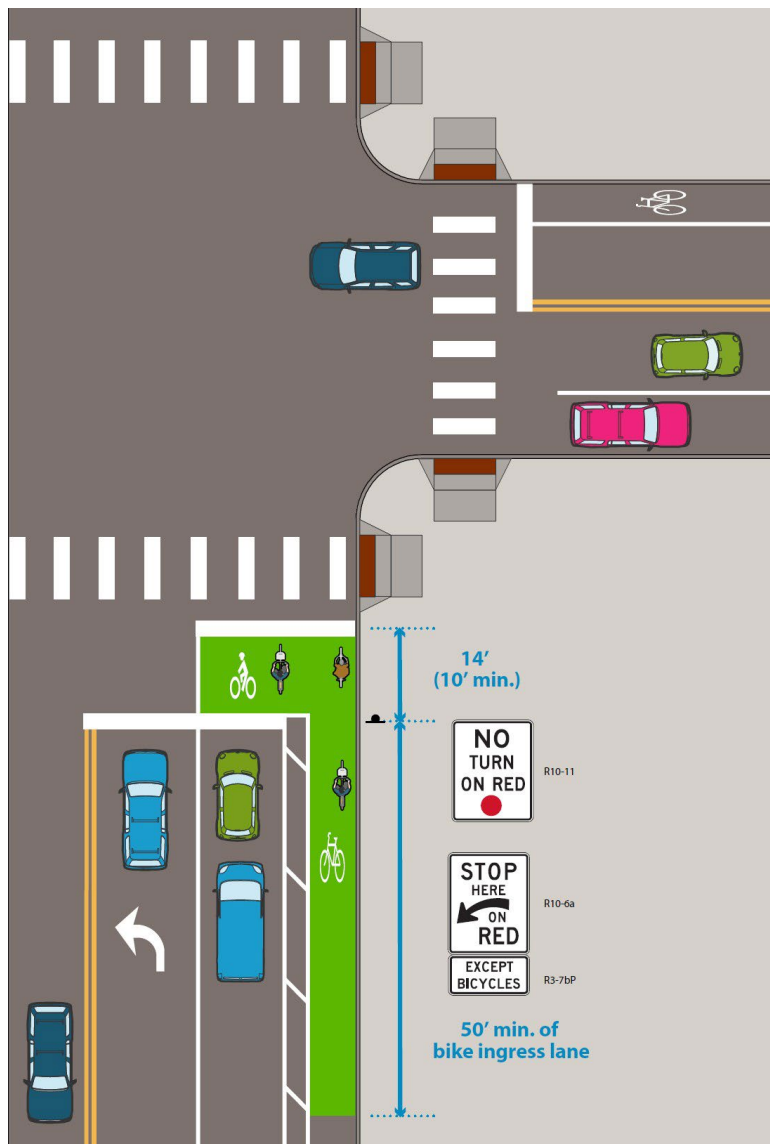 14’
(10’ min.)
NO
TURN
ON RED
R10-11
STOP
HERE
ON
RED
R10-6a
EXCEPT
BICYCLES
R3-7bP
50’ min. of
bike ingress lane